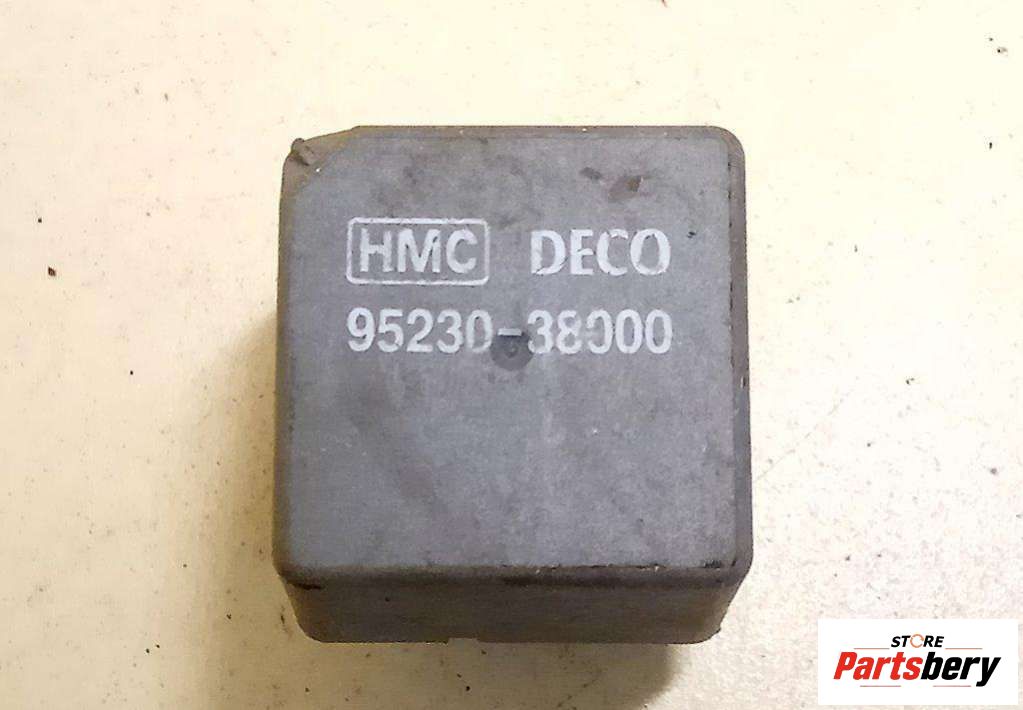 HMC DECO
95230-38000
STORE
Partsbery